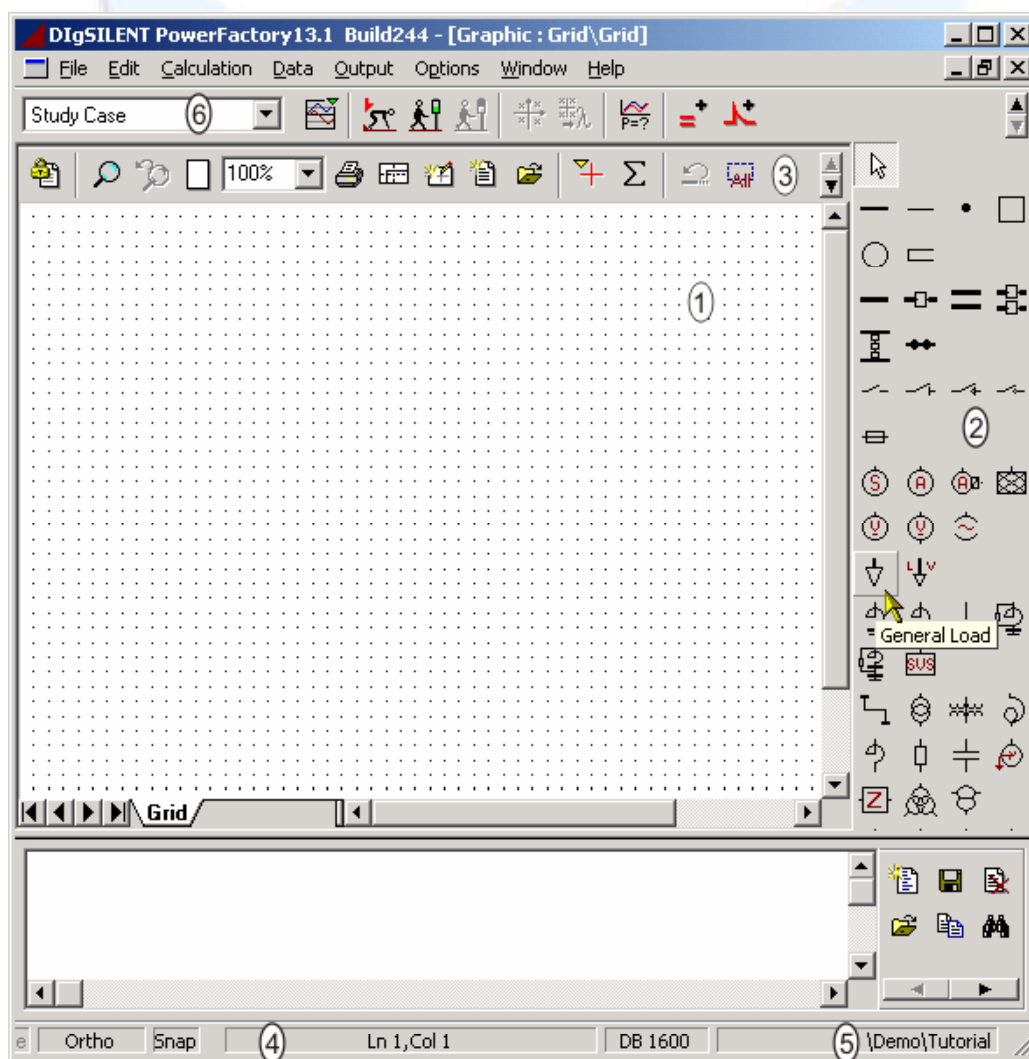 DIgSILENT PowerFactory13.1 Build244 - [Graphic : Grid\Grid]
File Edit Calculation Data Output Options Window Help
Study Case 6
P=?
100% 3
1
2
S A A
V V
L V
General Load
SVS
Z
Grid
e Ortho Snap 4 Ln 1,Col 1 DB 1600 5 \Demo\Tutorial